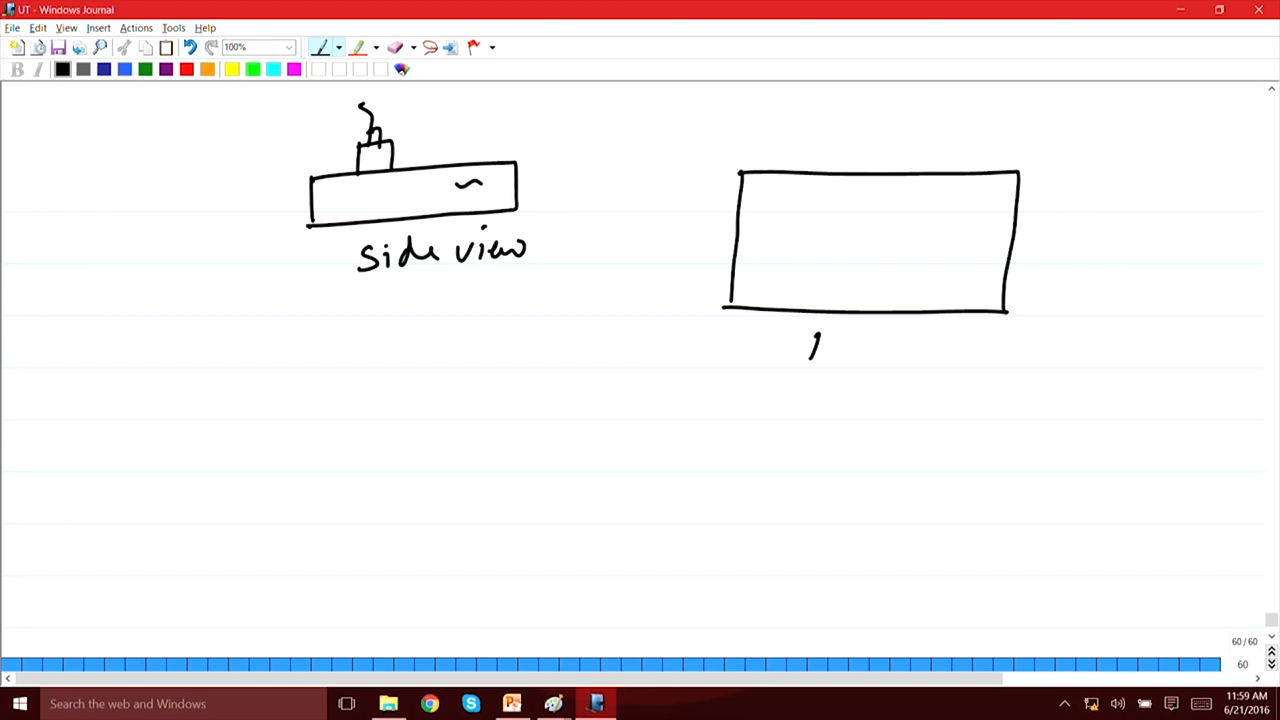 UT - Windows Journal
File Edit View Insert Actions Tools Help
100%
B I
side view
60 / 60
60
Search the web and Windows
11:59 AM
6/21/2016